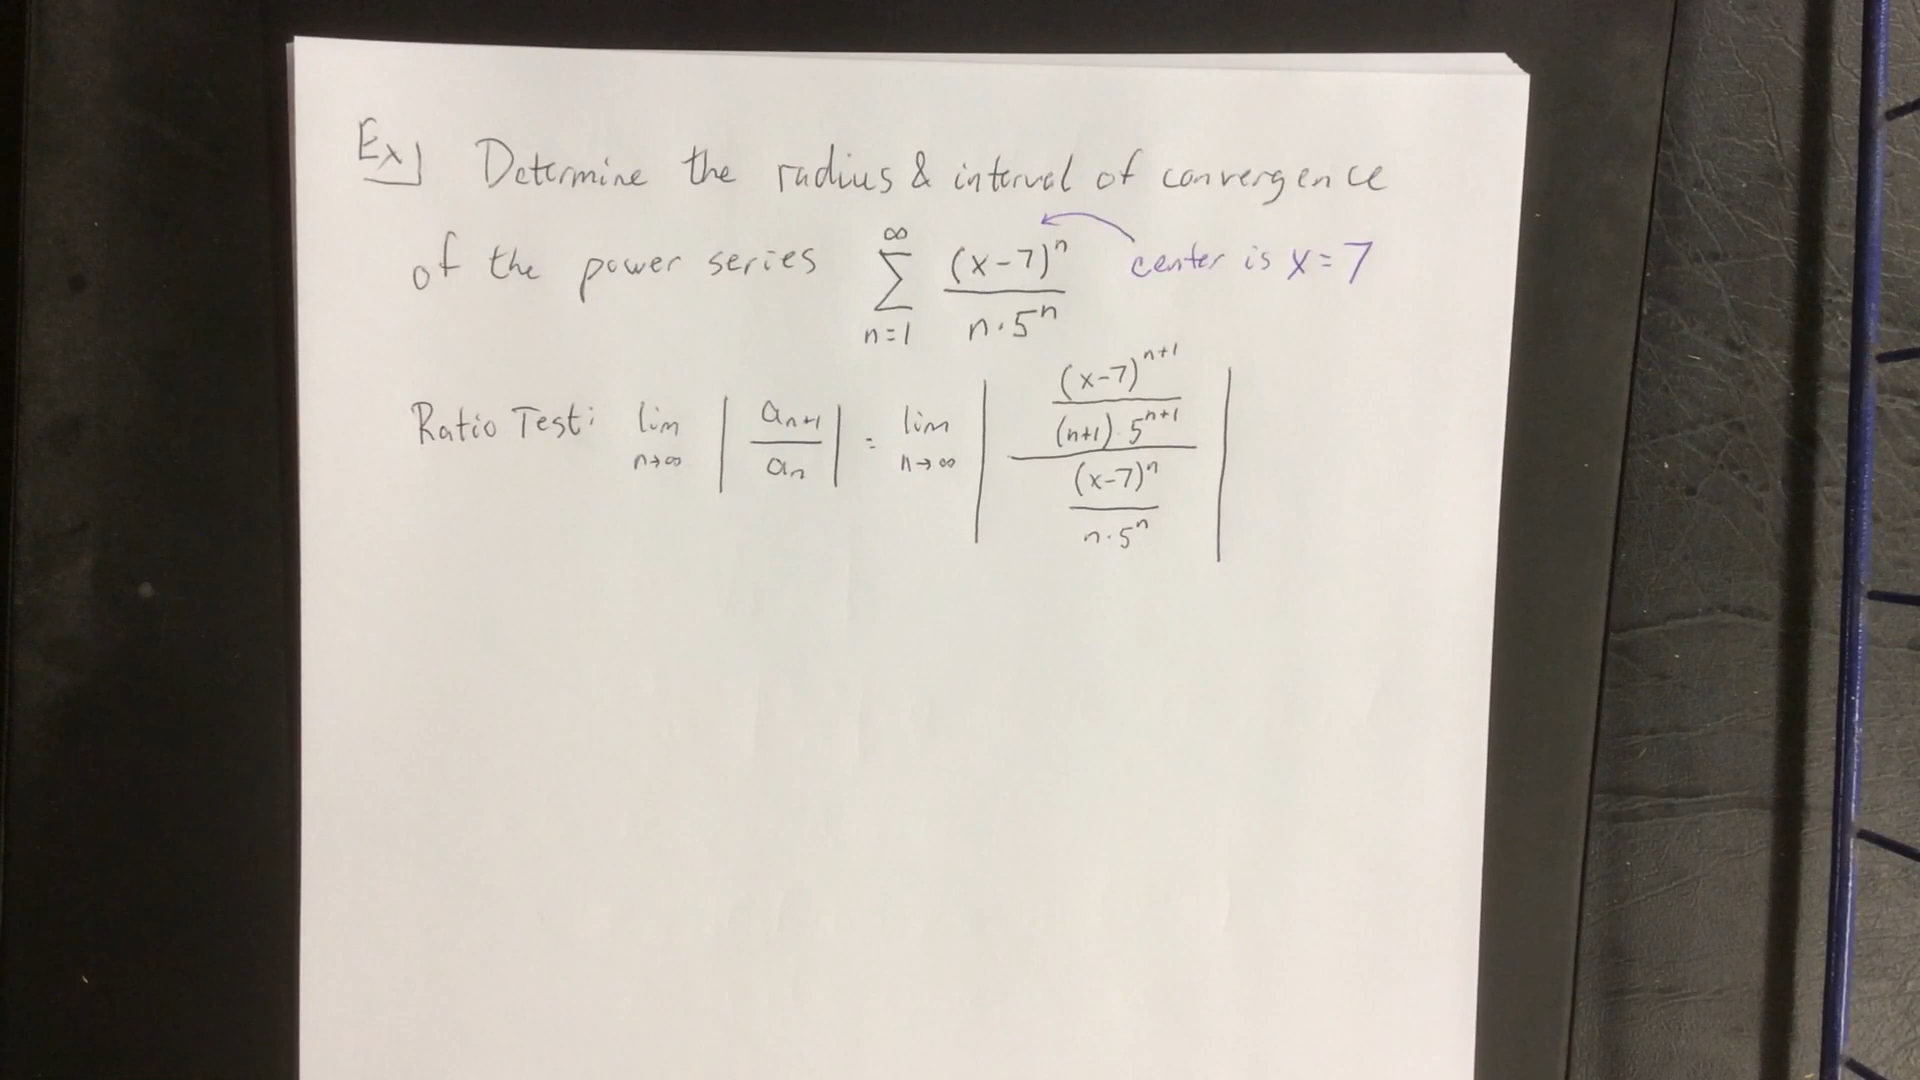 Ex] Determine the radius & interval of convergence
of the power series ∑_{n=1}^{∞} (x-7)^n / (n·5^n) center is x=7
Ratio Test: lim_{n→∞} |a_{n+1} / a_n| = lim_{n→∞} | ((x-7)^{n+1} / ((n+1)·5^{n+1})) / ((x-7)^n / (n·5^n)) |